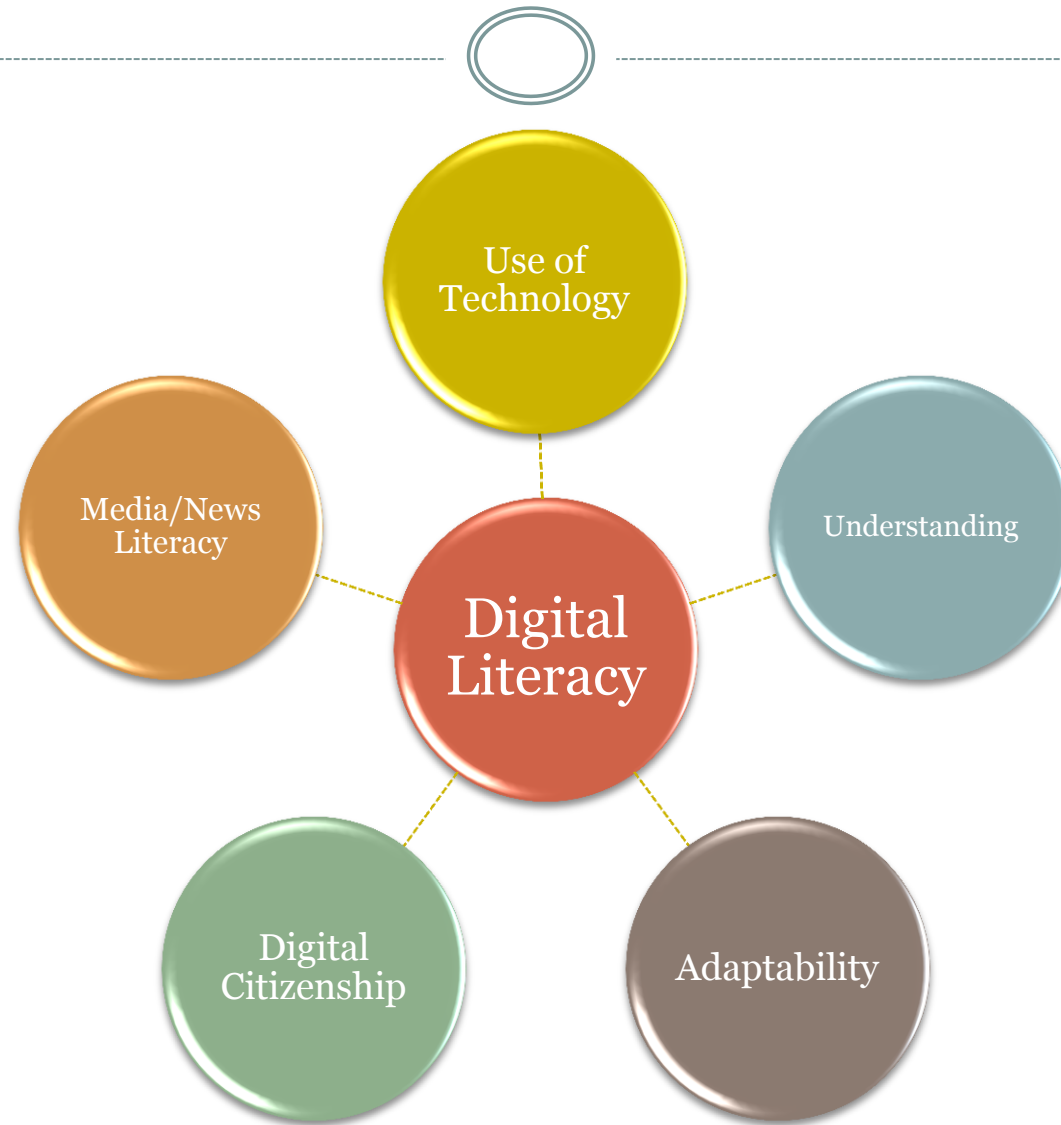 Use of
Technology
Media/News
Literacy
Understanding
Digital
Literacy
Digital
Citizenship
Adaptability